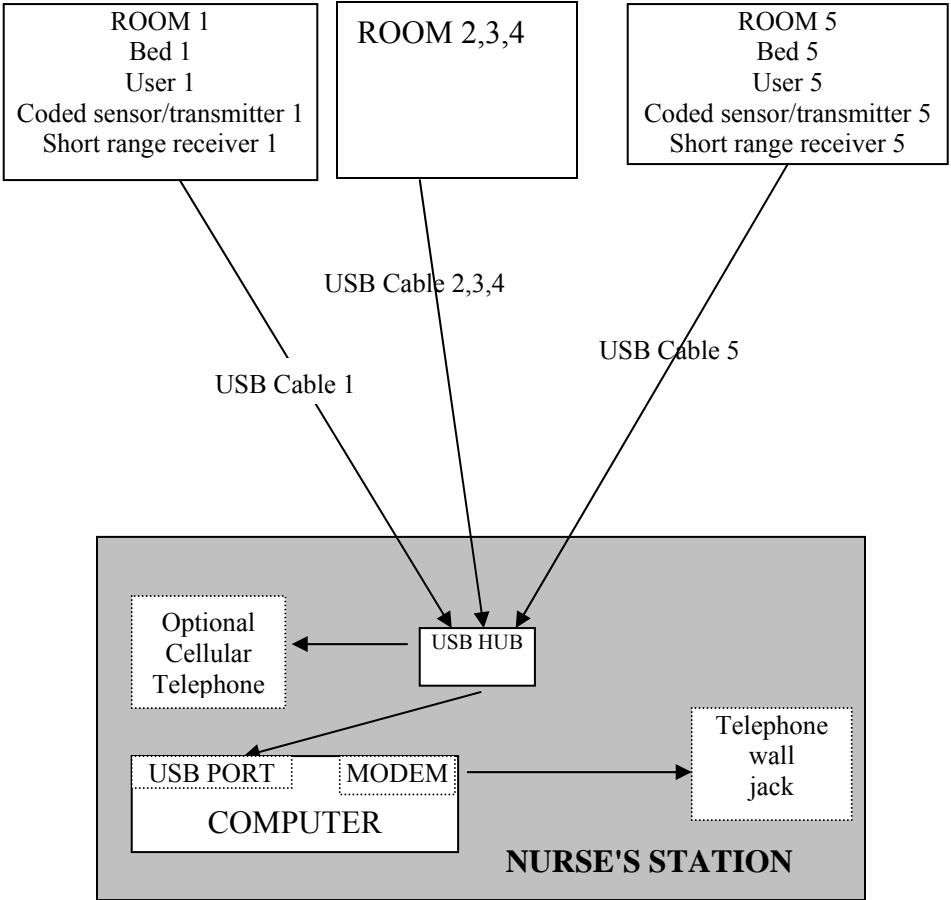 ROOM 1
Bed 1
User 1
Coded sensor/transmitter 1
Short range receiver 1
ROOM 2,3,4
ROOM 5
Bed 5
User 5
Coded sensor/transmitter 5
Short range receiver 5
USB Cable 2,3,4
USB Cable 5
USB Cable 1
Optional
Cellular
Telephone
USB HUB
Telephone
wall
jack
USB PORT
MODEM
COMPUTER
NURSE'S STATION